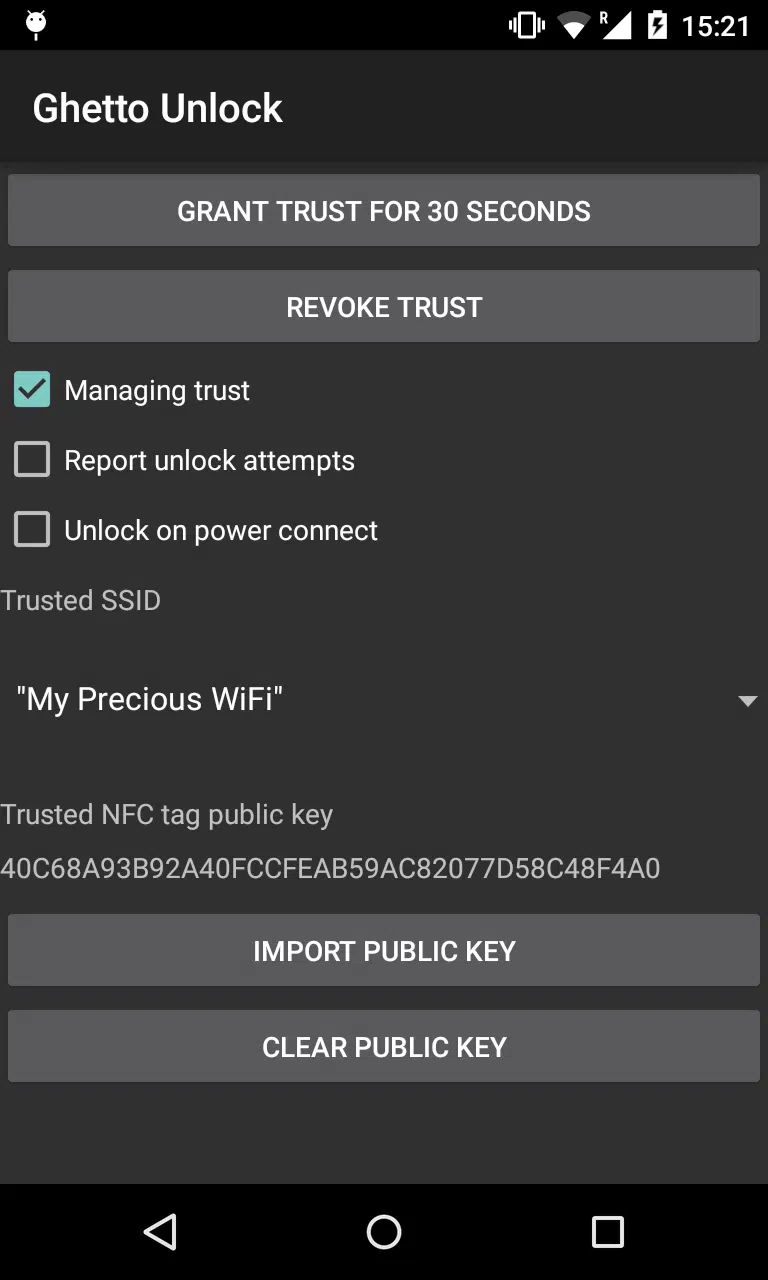 R 15:21
Ghetto Unlock
GRANT TRUST FOR 30 SECONDS
REVOKE TRUST
Managing trust
Report unlock attempts
Unlock on power connect
Trusted SSID
"My Precious WiFi"
Trusted NFC tag public key
40C68A93B92A40FCCFEAB59AC82077D58C48F4A0
IMPORT PUBLIC KEY
CLEAR PUBLIC KEY